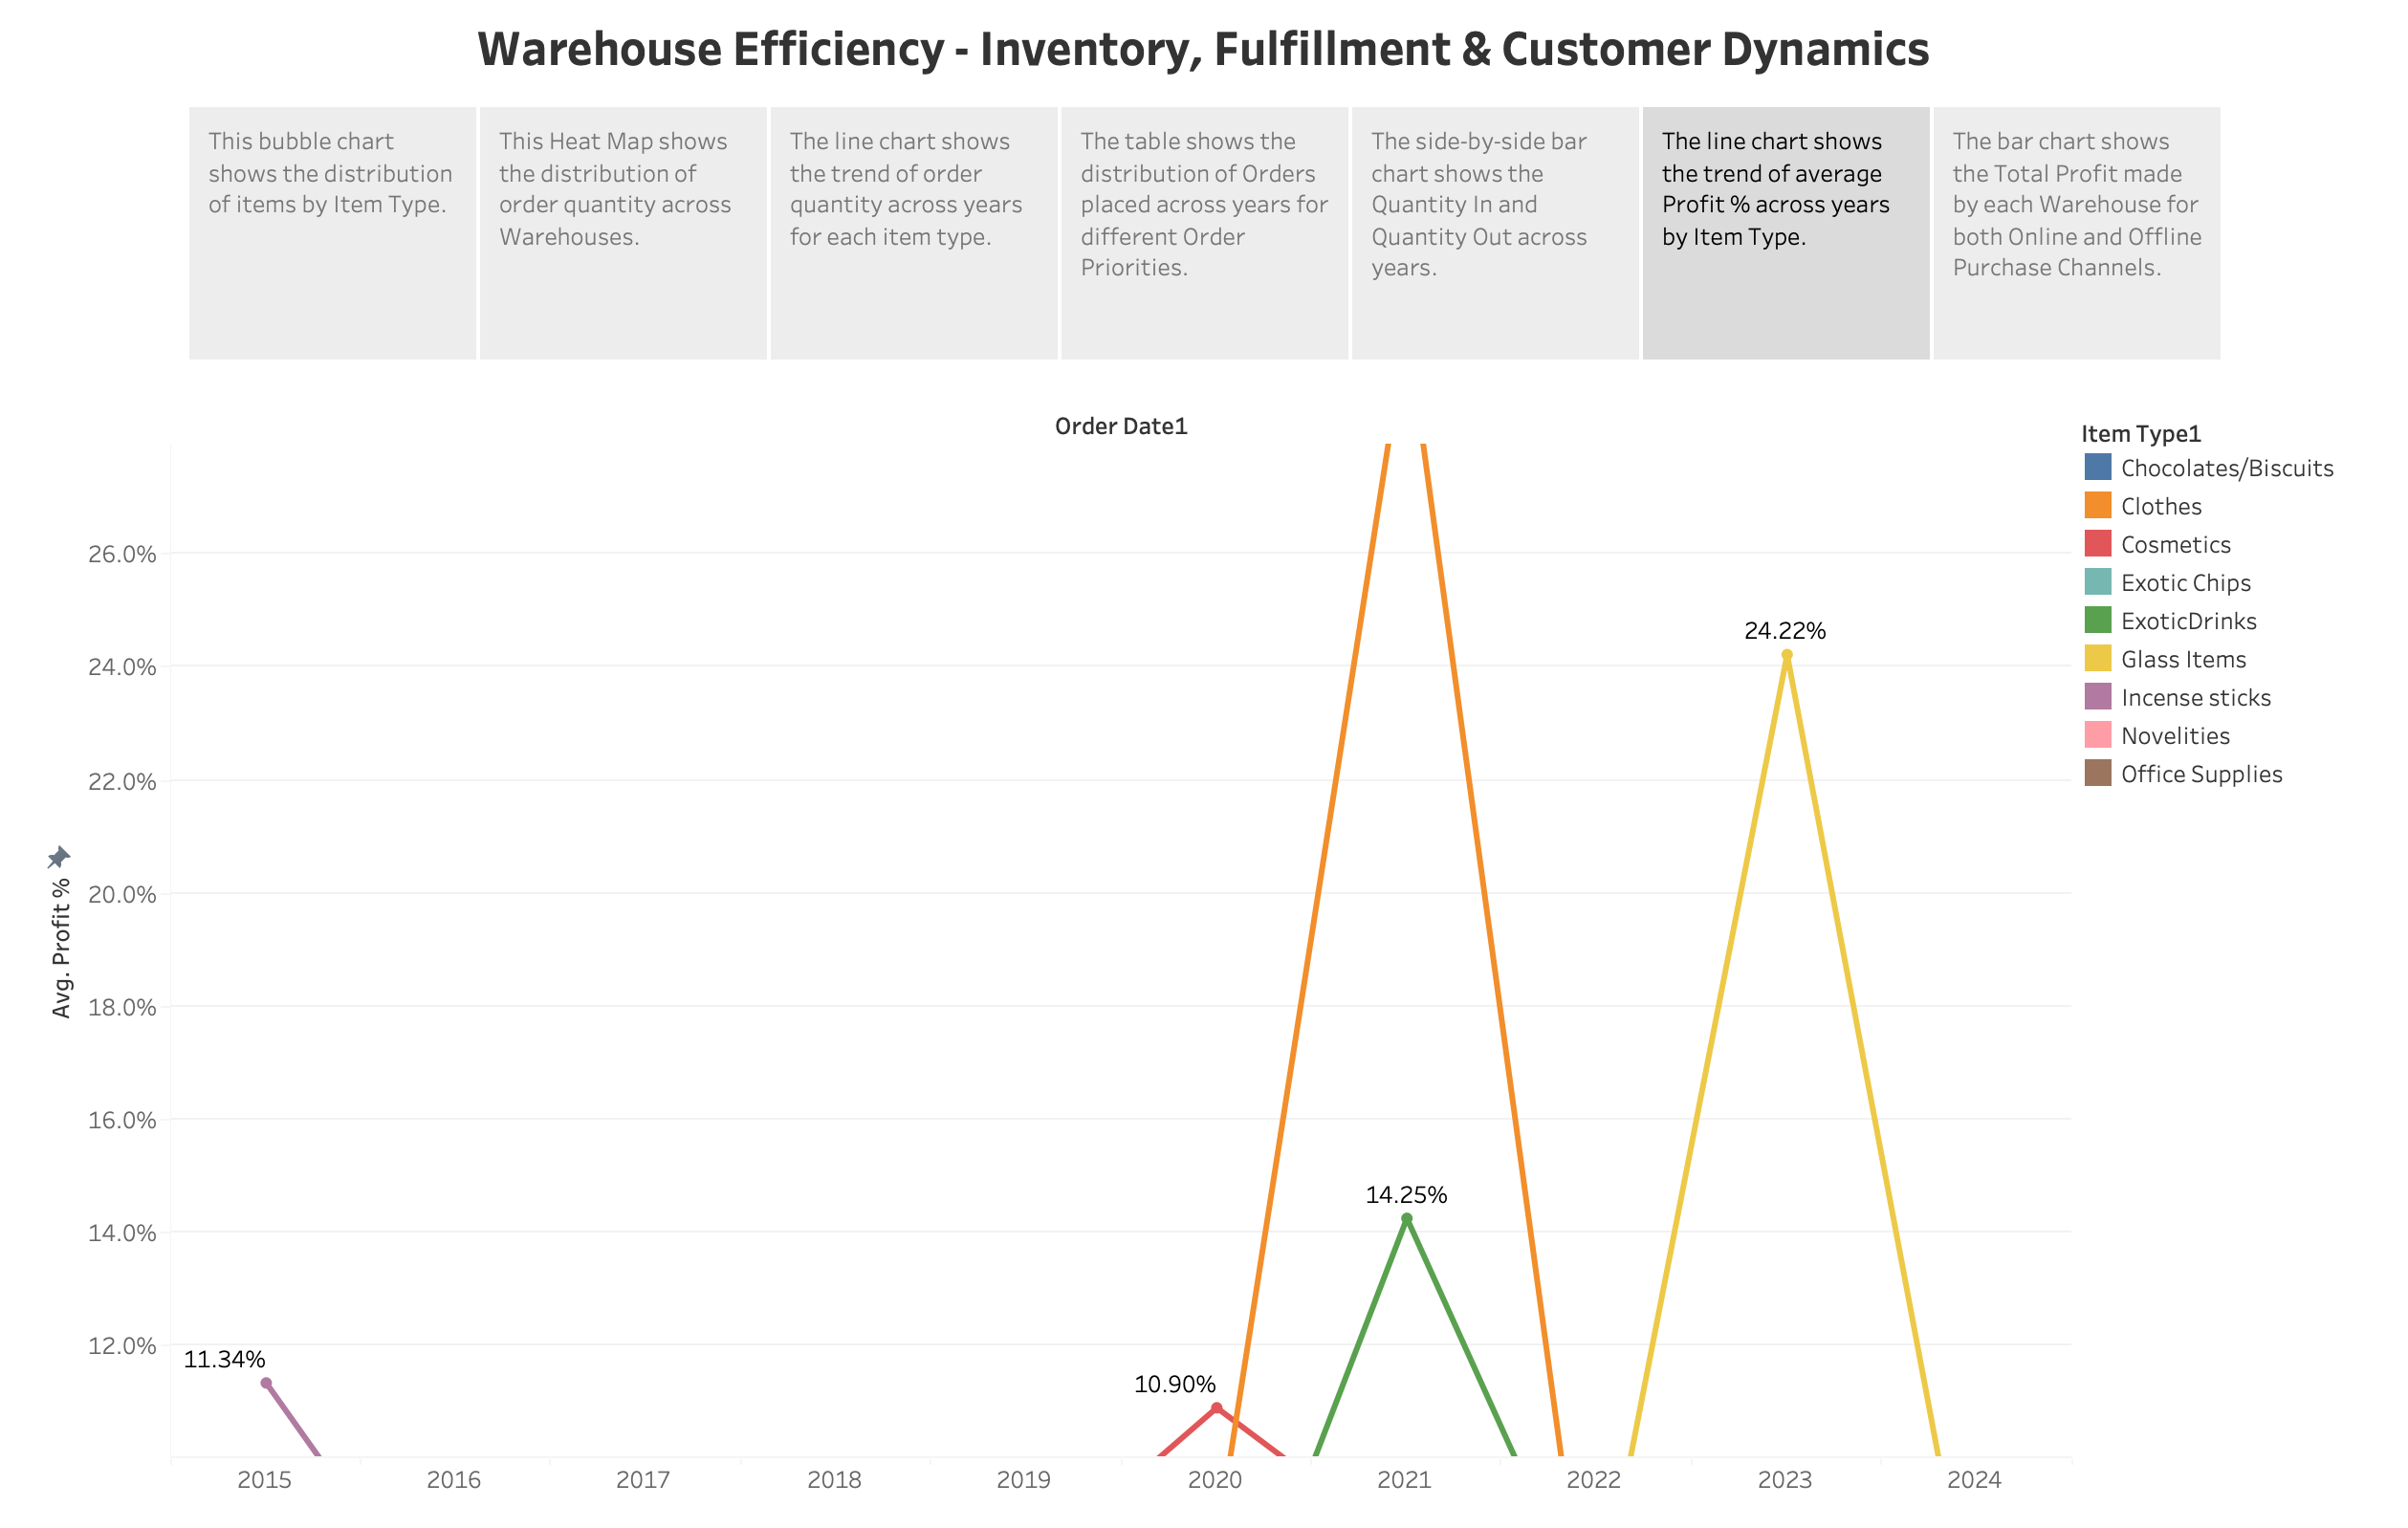 Warehouse Efficiency - Inventory, Fulfillment & Customer Dynamics
This bubble chart
shows the distribution
of items by Item Type.
This Heat Map shows
the distribution of
order quantity across
Warehouses.
The line chart shows
the trend of order
quantity across years
for each item type.
The table shows the
distribution of Orders
placed across years for
different Order
Priorities.
The side-by-side bar
chart shows the
Quantity In and
Quantity Out across
years.
The line chart shows
the trend of average
Profit % across years
by Item Type.
The bar chart shows
the Total Profit made
by each Warehouse for
both Online and Offline
Purchase Channels.
Order Date1
Avg. Profit %
26.0%
24.0%
22.0%
20.0%
18.0%
16.0%
14.0%
12.0%
11.34%
10.90%
14.25%
24.22%
2015
2016
2017
2018
2019
2020
2021
2022
2023
2024
Item Type1
Chocolates/Biscuits
Clothes
Cosmetics
Exotic Chips
ExoticDrinks
Glass Items
Incense sticks
Novelities
Office Supplies